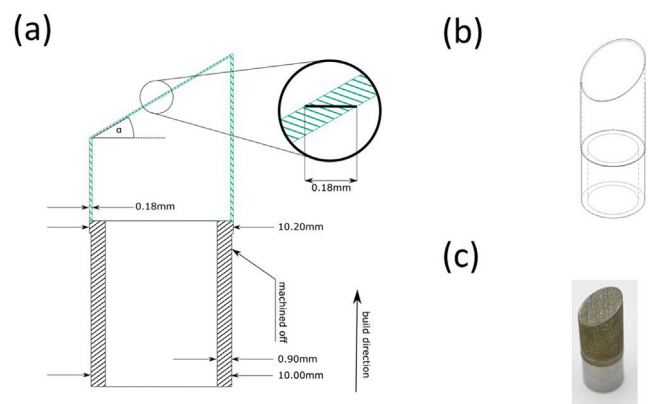 (a)
(b)
α
0.18mm
0.18mm
10.20mm
machined off
build direction
(c)
0.90mm
10.00mm